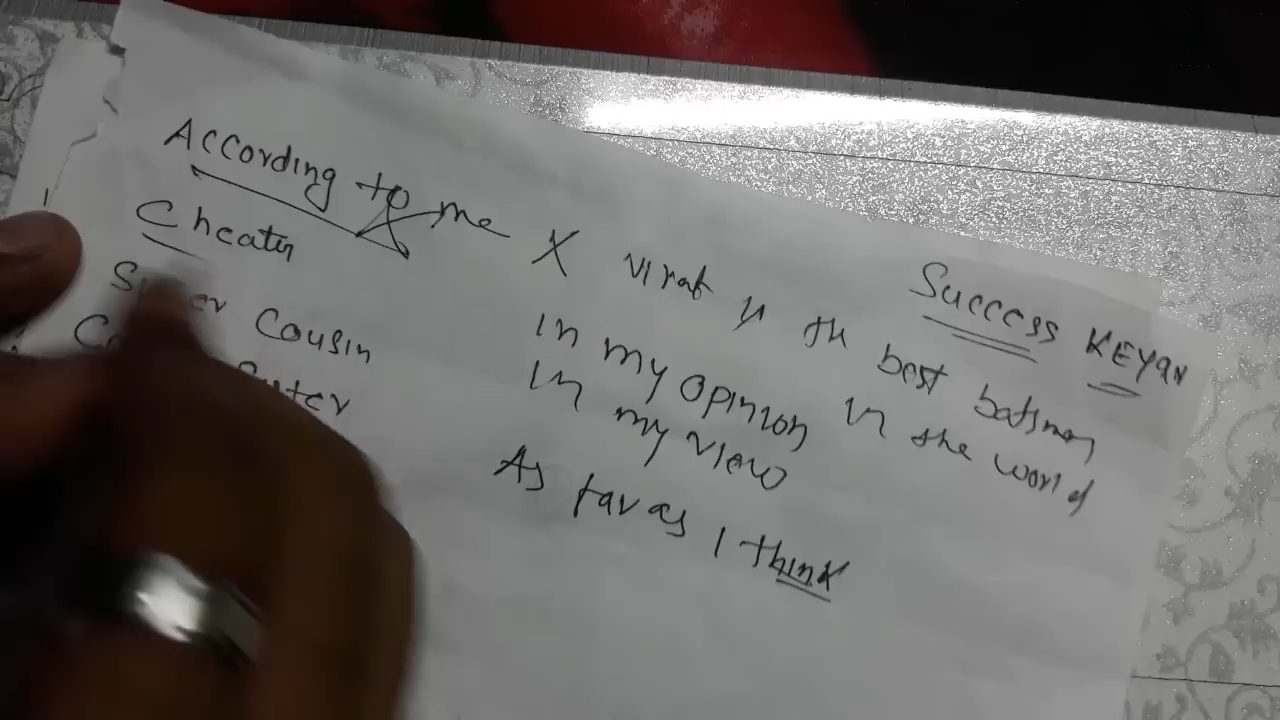 According to me X
Cheater
Cousin
Virat is the best batsman
in the world
in my opinion
in my view
As far as I think
Success KEYAN